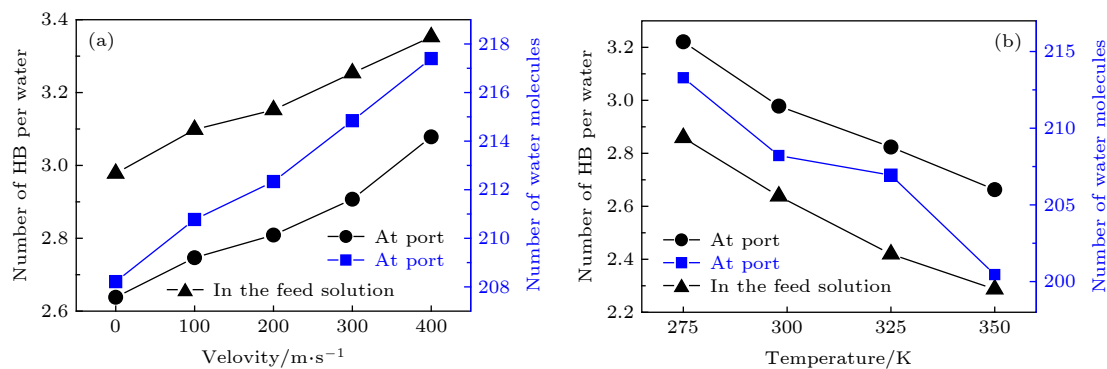 (a)
Number of HB per water
3.4
3.2
3.0
2.8
2.6
218
216
214
212
210
208
Number of water molecules
At port
At port
In the feed solution
0 100 200 300 400
Velovity/m·s⁻¹
(b)
Number of HB per water
3.2
3.0
2.8
2.6
2.4
2.2
215
210
205
200
Number of water molecules
At port
At port
In the feed solution
275 300 325 350
Temperature/K